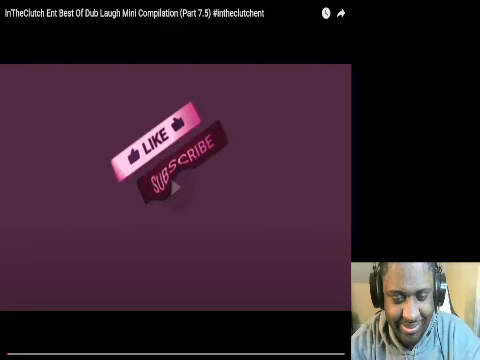 InTheClutch Ent Best Of Dub Laugh Mini Compilation (Part 7.5) #intheclutchent
LIKE
SUBSCRIBE